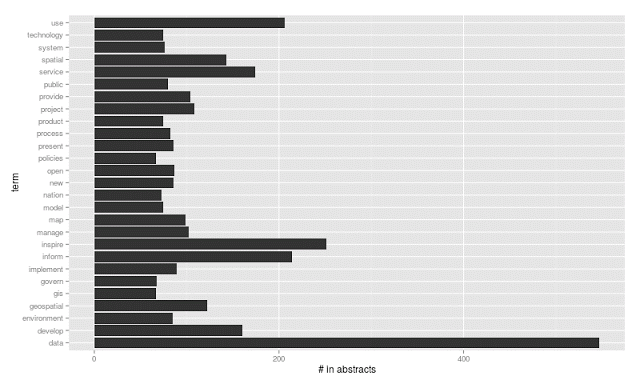 use
technology
system
spatial
service
public
provide
project
product
process
present
policies
open
new
nation
model
map
manage
inspire
inform
implement
govern
gis
geospatial
environment
develop
data
term
0 200 400
# in abstracts